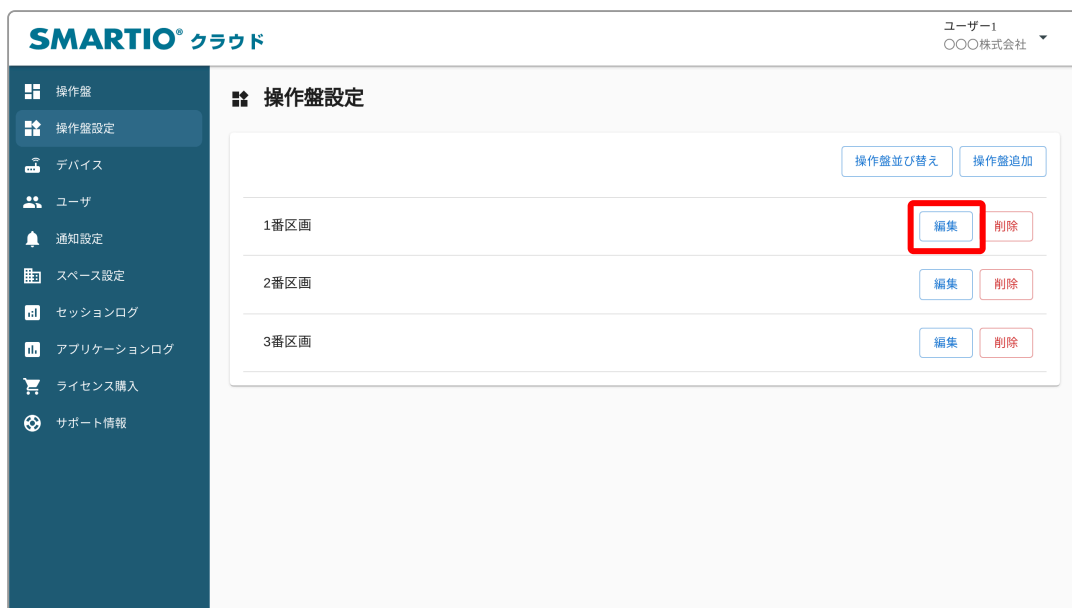 SMARTIO® クラウド
ユーザー1
〇〇〇株式会社
操作盤
操作盤設定
デバイス
ユーザ
通知設定
スペース設定
セッションログ
アプリケーションログ
ライセンス購入
サポート情報
操作盤設定
操作盤並び替え 操作盤追加
1番区画 編集 削除
2番区画 編集 削除
3番区画 編集 削除